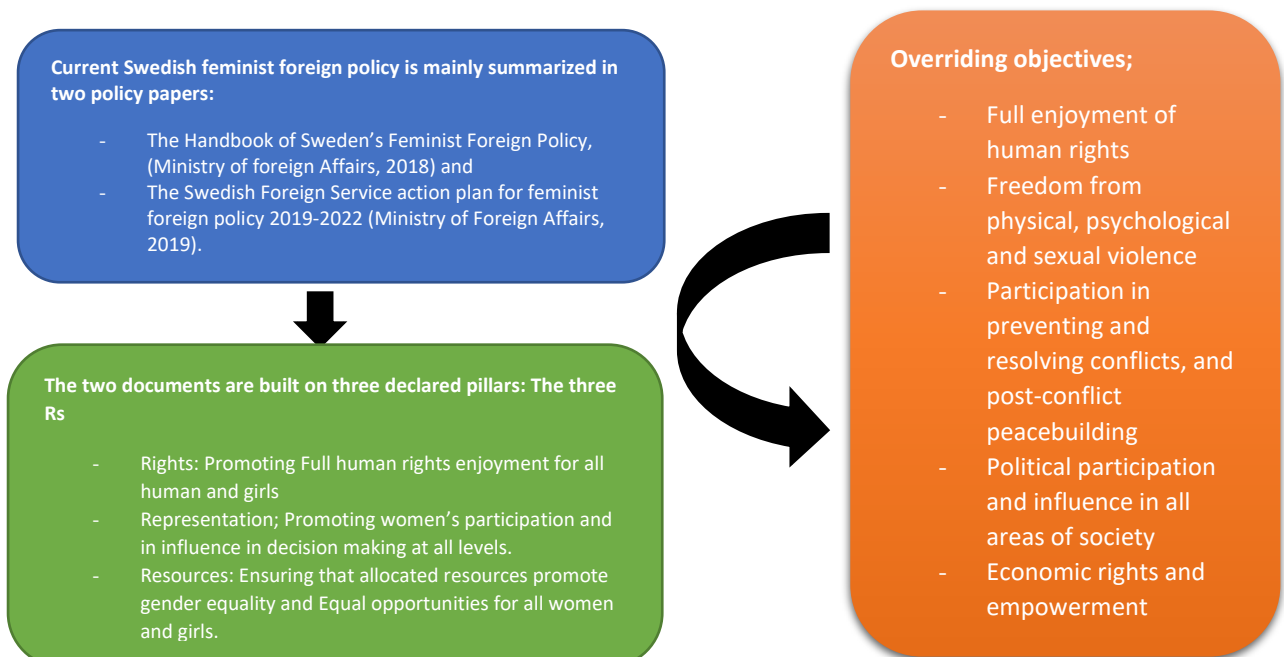 Current Swedish feminist foreign policy is mainly summarized in
two policy papers:
- The Handbook of Sweden’s Feminist Foreign Policy,
(Ministry of foreign Affairs, 2018) and
- The Swedish Foreign Service action plan for feminist
foreign policy 2019-2022 (Ministry of Foreign Affairs,
2019).
The two documents are built on three declared pillars: The three
Rs
- Rights: Promoting Full human rights enjoyment for all
human and girls
- Representation; Promoting women’s participation and
in influence in decision making at all levels.
- Resources: Ensuring that allocated resources promote
gender equality and Equal opportunities for all women
and girls.
Overriding objectives;
- Full enjoyment of
human rights
- Freedom from
physical, psychological
and sexual violence
- Participation in
preventing and
resolving conflicts, and
post-conflict
peacebuilding
- Political participation
and influence in all
areas of society
- Economic rights and
empowerment